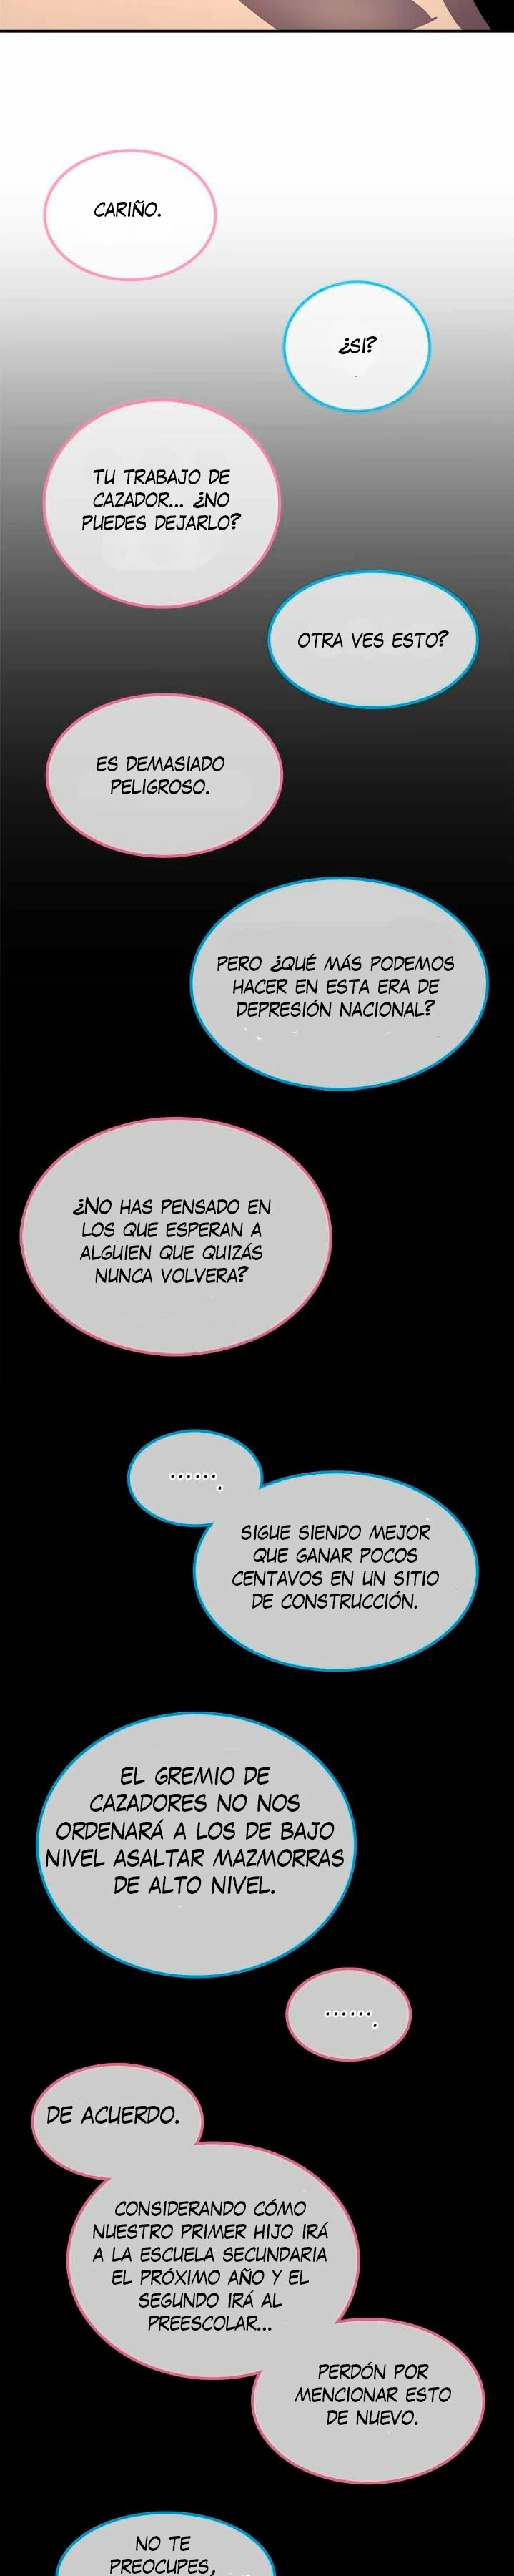 CARIÑO.
¿SI?
TU TRABAJO DE
CAZADOR... ¿NO
PUEDES DEJARLO?
OTRA VES ESTO?
ES DEMASIADO
PELIGROSO.
PERO ¿QUÉ MÁS PODEMOS
HACER EN ESTA ERA DE
DEPRESIÓN NACIONAL?
¿NO HAS PENSADO EN
LOS QUE ESPERAN A
ALGUIEN QUE QUIZÁS
NUNCA VOLVERA?
.......
SIGUE SIENDO MEJOR
QUE GANAR POCOS
CENTAVOS EN UN SITIO
DE CONSTRUCCIÓN.
EL GREMIO DE
CAZADORES NO NOS
ORDENARÁ A LOS DE BAJO
NIVEL ASALTAR MAZMORRAS
DE ALTO NIVEL.
.......
DE ACUERDO.
CONSIDERANDO CÓMO
NUESTRO PRIMER HIJO IRÁ
A LA ESCUELA SECUNDARIA
EL PRÓXIMO AÑO Y EL
SEGUNDO IRÁ AL
PREESCOLAR...
PERDÓN POR
MENCIONAR ESTO
DE NUEVO.
NO TE
PREOCUPES,